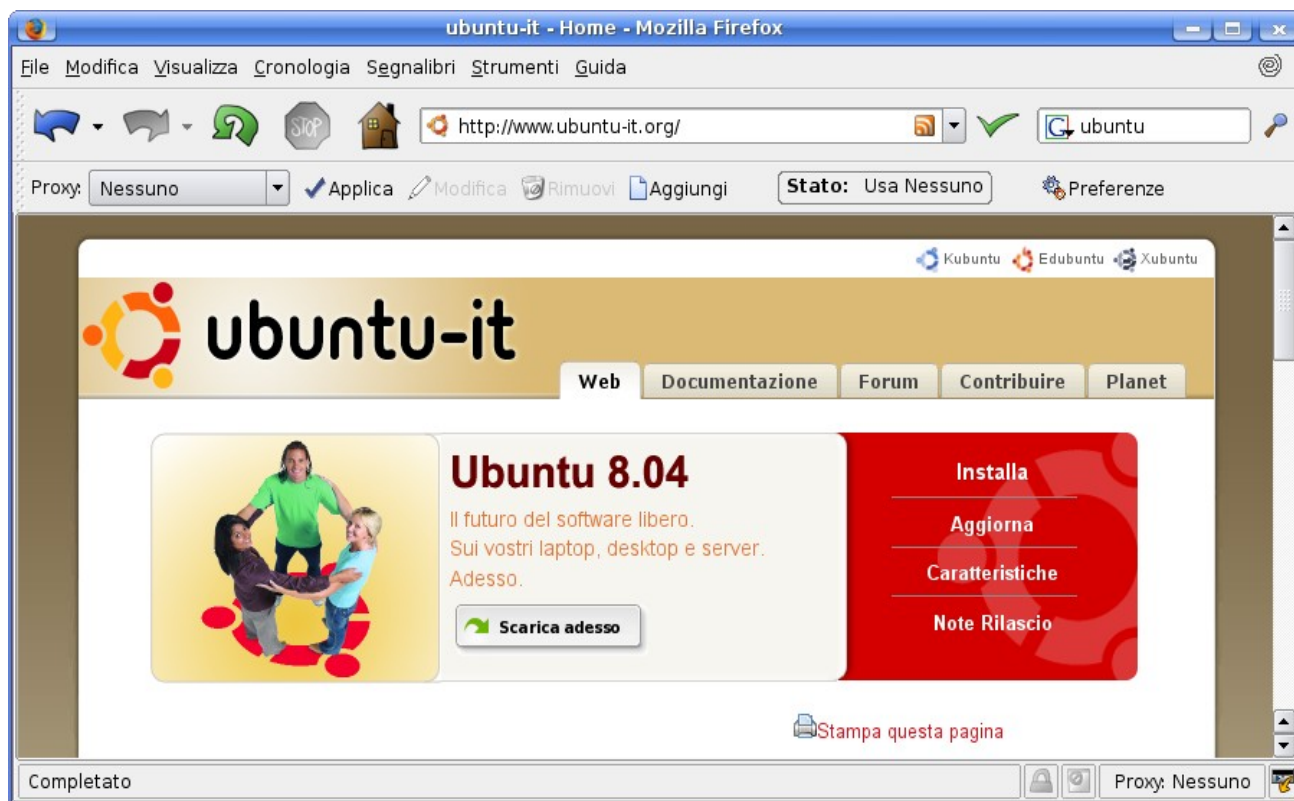 ubuntu-it - Home - Mozilla Firefox
File Modifica Visualizza Cronologia Segnalibri Strumenti Guida
STOP http://www.ubuntu-it.org/ G ubuntu
Proxy: Nessuno Applica Modifica Rimuovi Aggiungi Stato: Usa Nessuno Preferenze
Kubuntu Edubuntu Xubuntu
ubuntu-it
Web Documentazione Forum Contribuire Planet
Ubuntu 8.04
Il futuro del software libero.
Sui vostri laptop, desktop e server.
Adesso.
Scarica adesso
Installa
Aggiorna
Caratteristiche
Note Rilascio
Stampa questa pagina
Completato Proxy: Nessuno